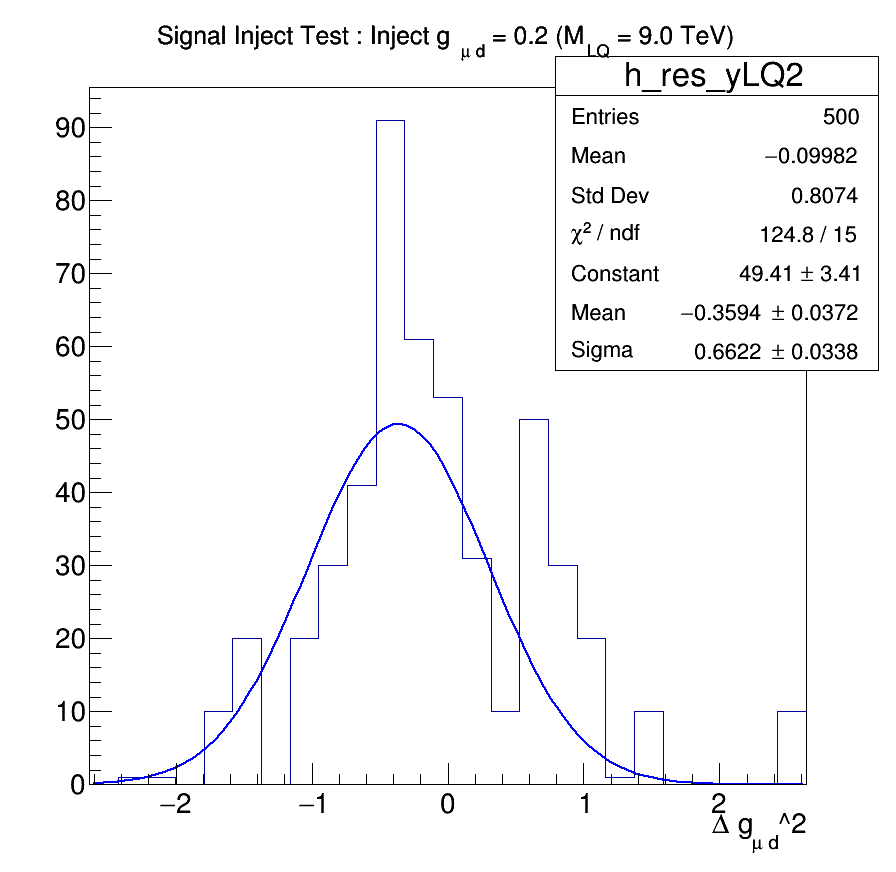 Signal Inject Test : Inject g μ d = 0.2 (M LQ = 9.0 TeV)
h_res_yLQ2
Entries 500
Mean −0.09982
Std Dev 0.8074
χ² / ndf 124.8 / 15
Constant 49.41 ± 3.41
Mean −0.3594 ± 0.0372
Sigma 0.6622 ± 0.0338
90
80
70
60
50
40
30
20
10
0
−2 −1 0 1 2
Δ g μ d ^2